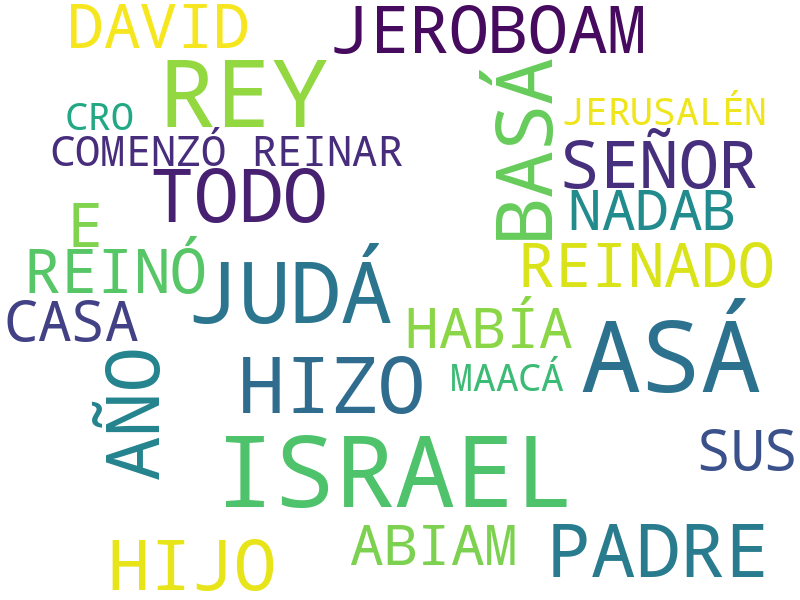 DAVID
JEROBOAM
REY
BASÁ
CRO
JERUSALÉN
COMENZÓ REINAR
SEÑOR
TODO
NADAB
E
REINÓ
REINADO
JUDÁ
CASA
HABÍA
ASÁ
AÑO
HIZO
MAACÁ
ISRAEL
SUS
HIJO
ABIAM
PADRE